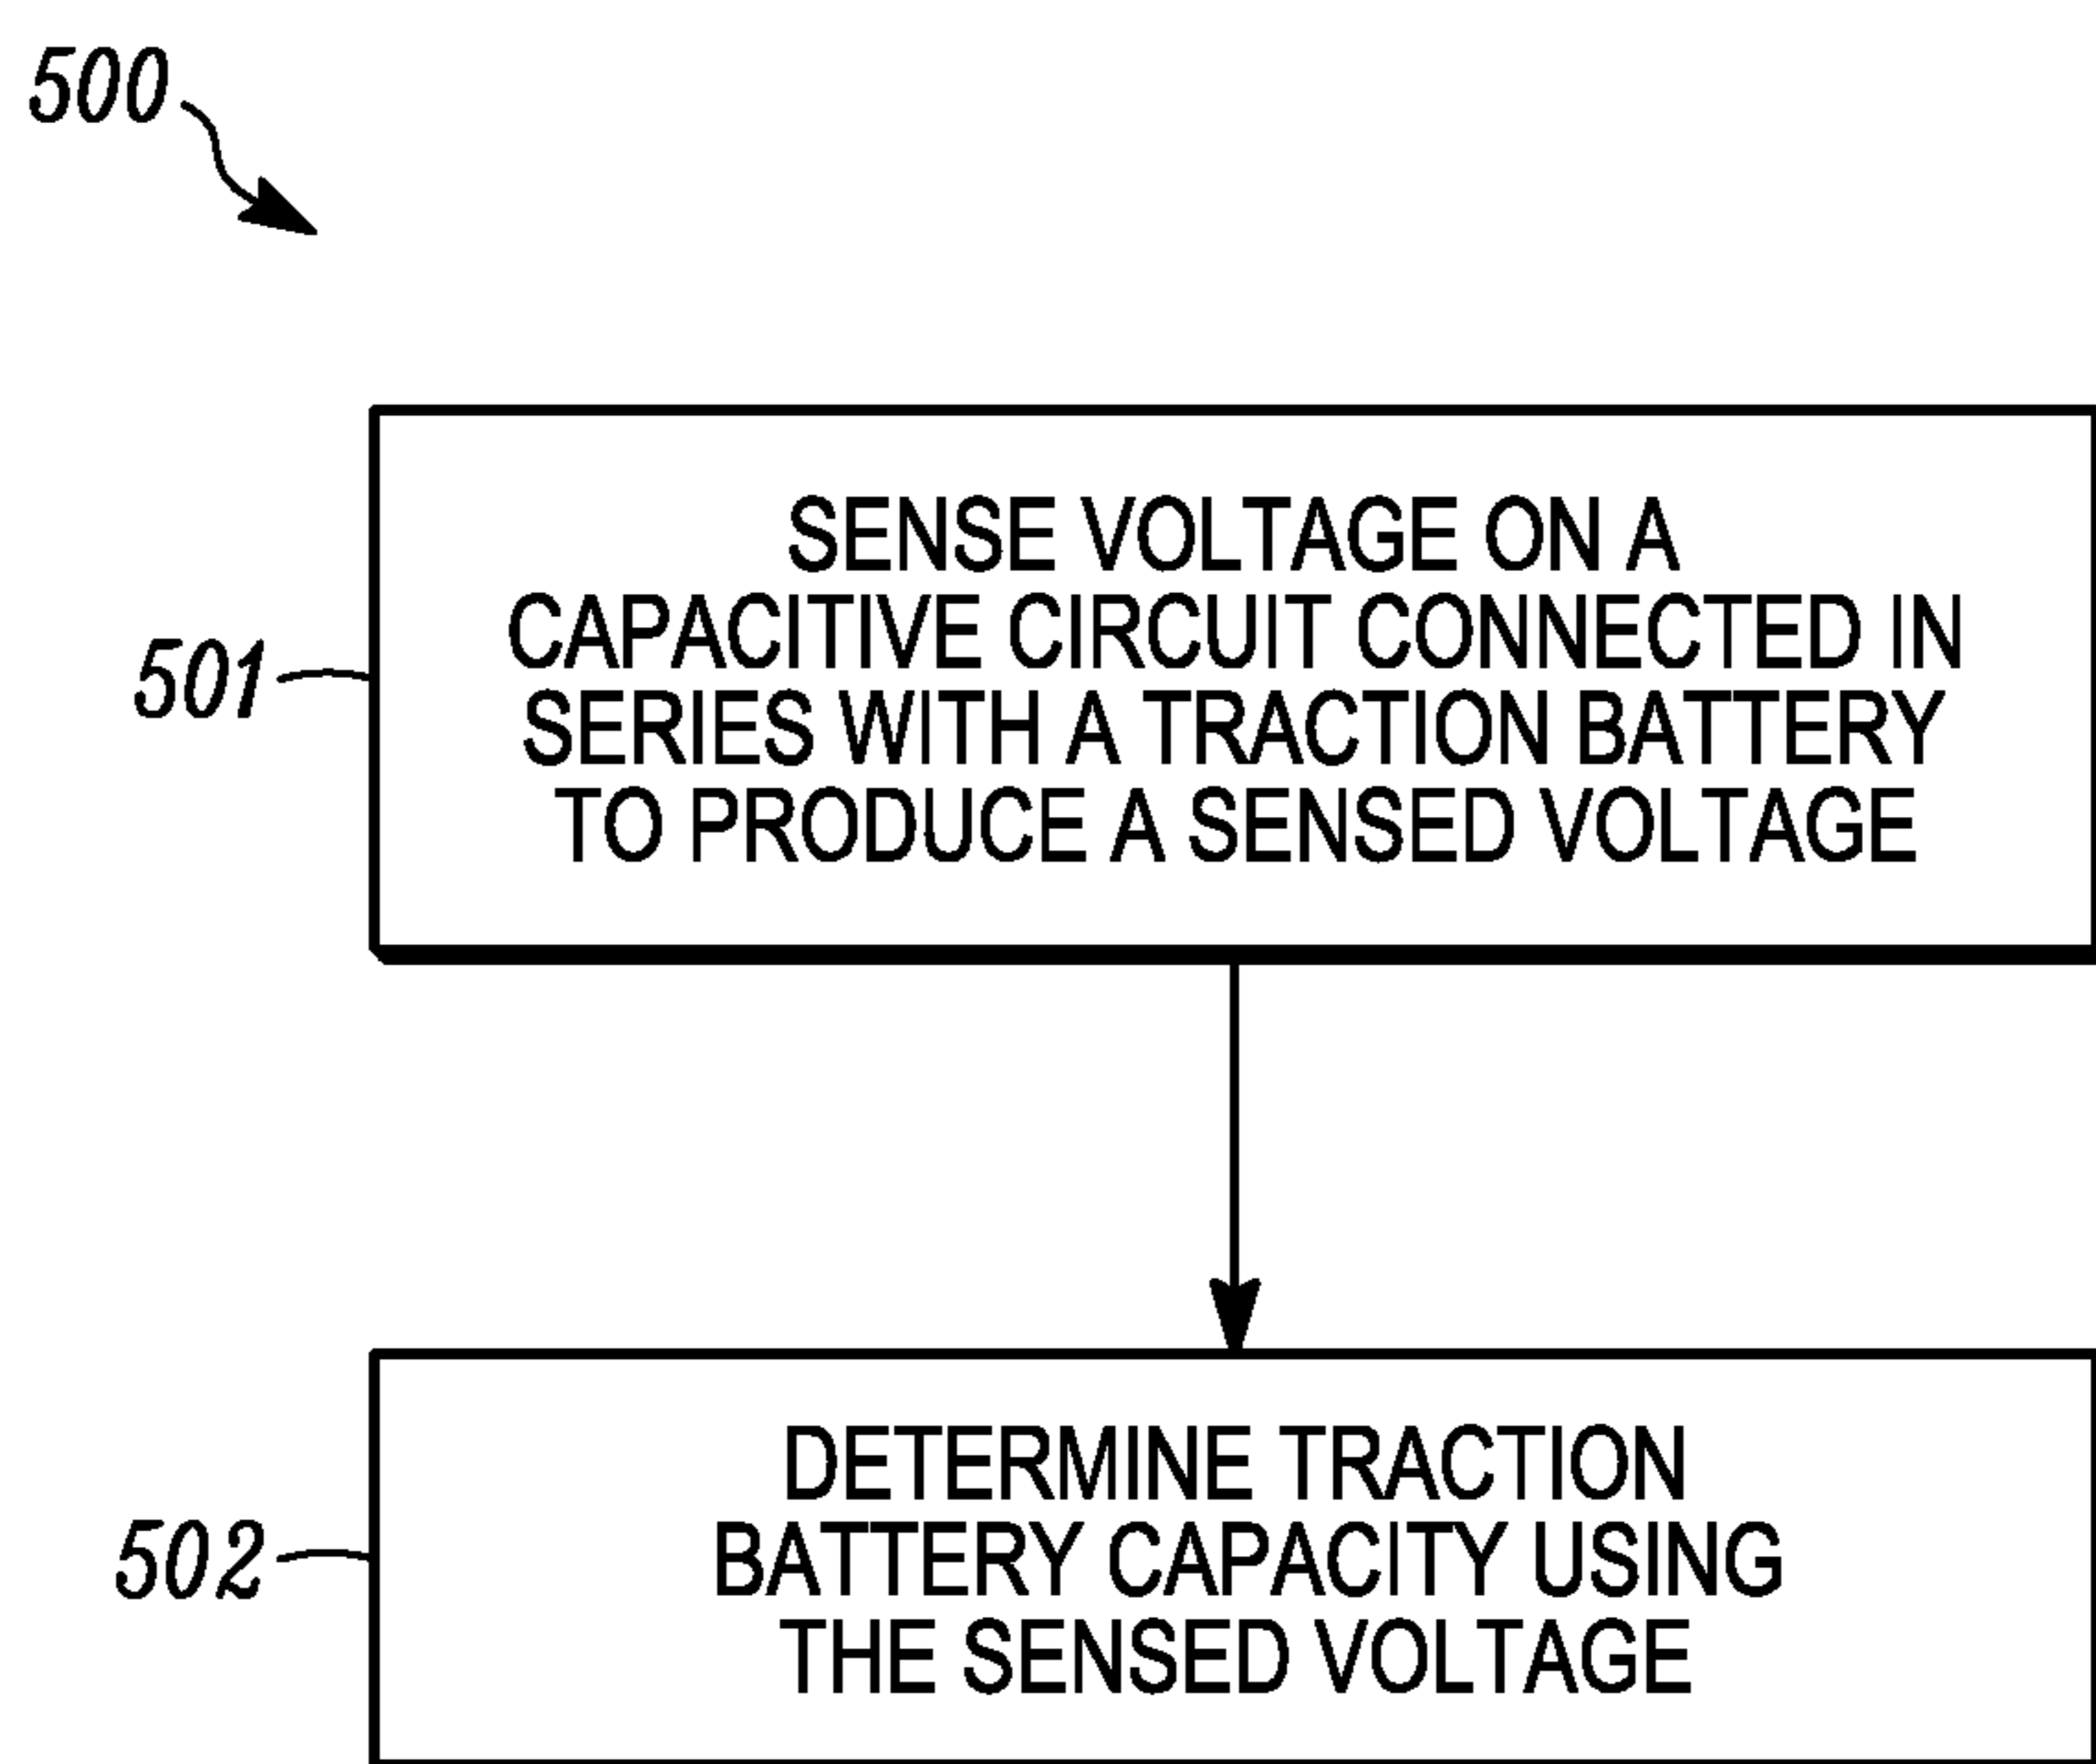 500
501
SENSE VOLTAGE ON A
CAPACITIVE CIRCUIT CONNECTED IN
SERIES WITH A TRACTION BATTERY
TO PRODUCE A SENSED VOLTAGE
502
DETERMINE TRACTION
BATTERY CAPACITY USING
THE SENSED VOLTAGE